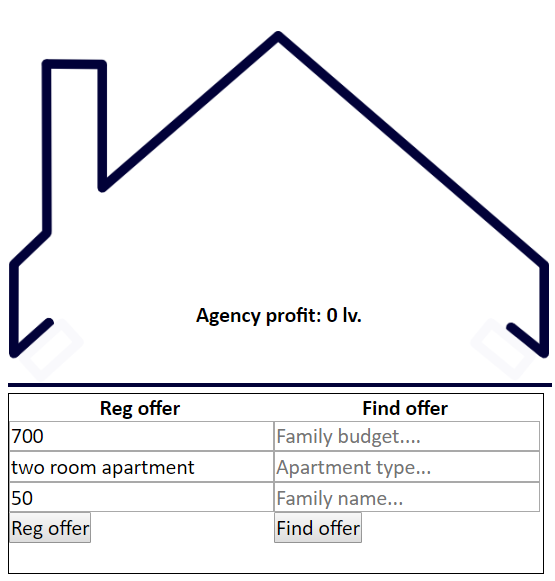 Agency profit: 0 lv.
Reg offer Find offer
700 Family budget....
two room apartment Apartment type...
50 Family name...
Reg offer Find offer